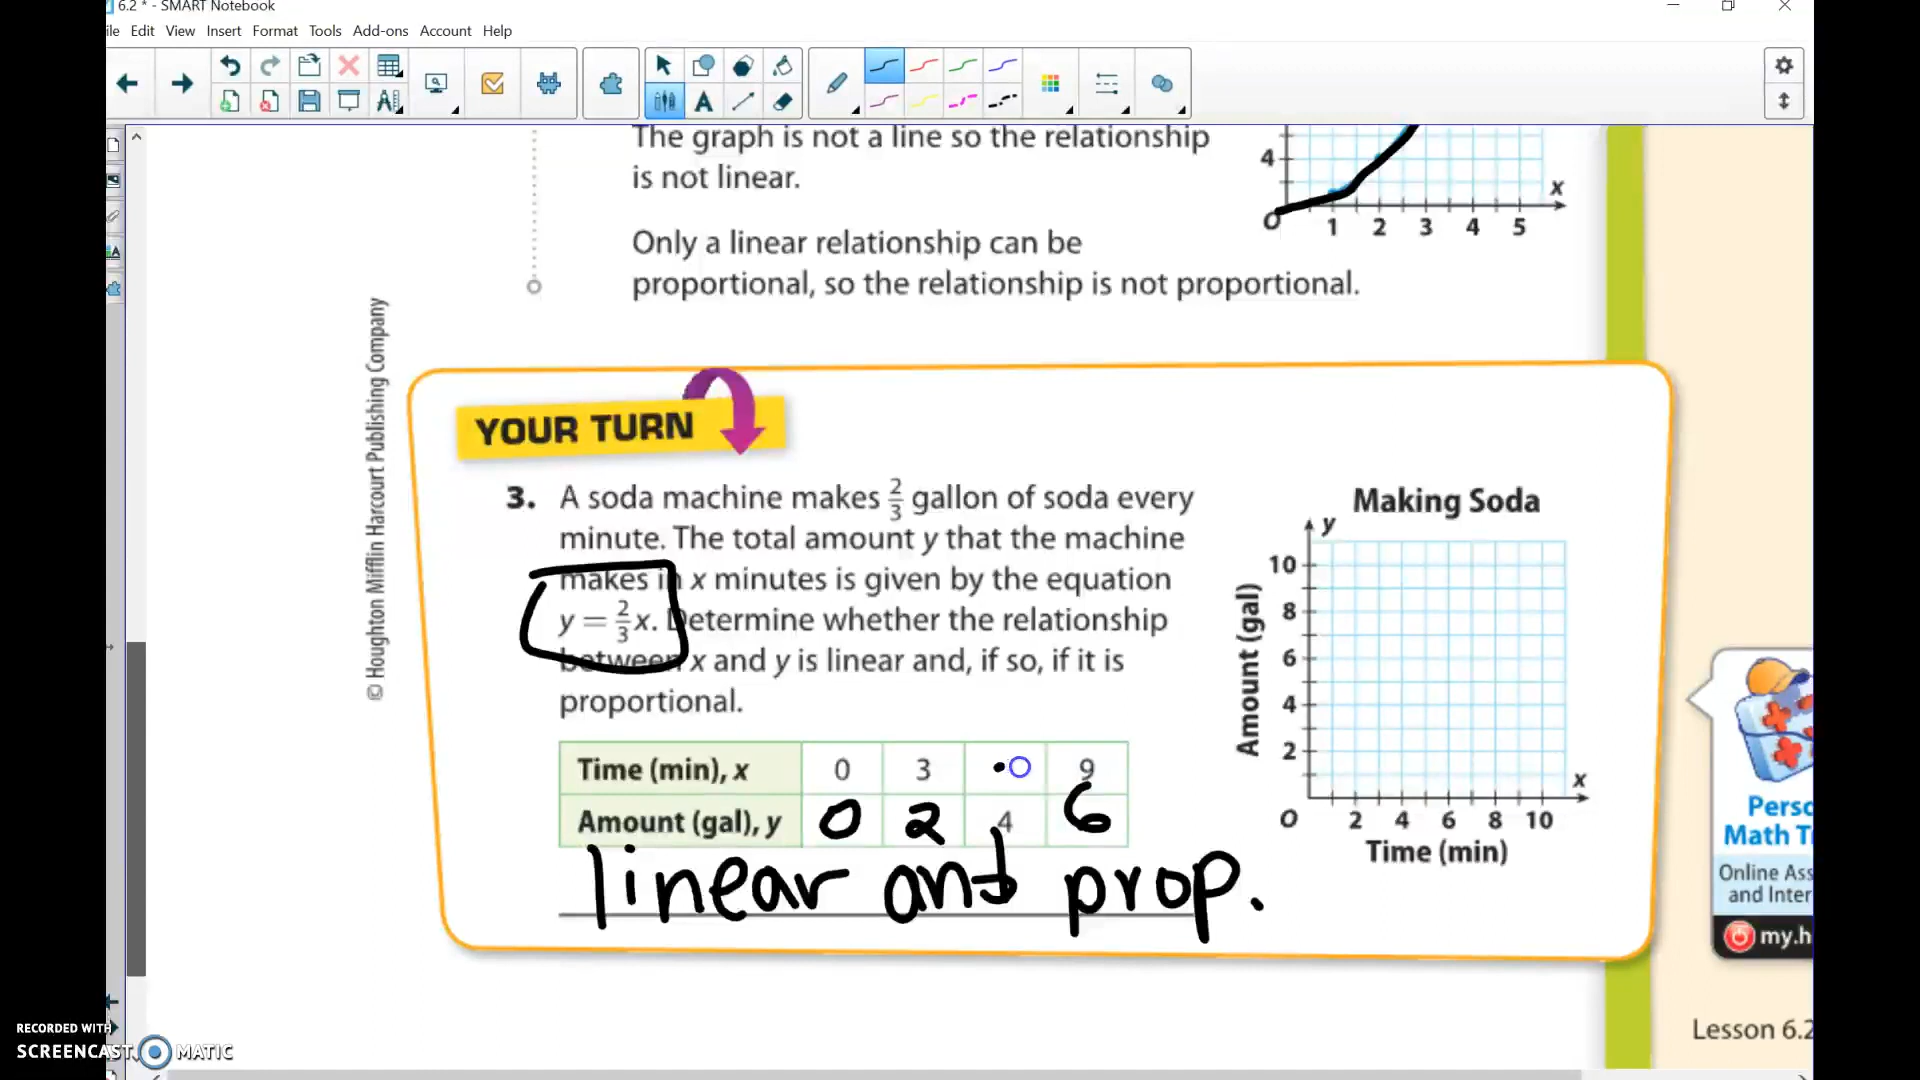 6.2 * - SMART Notebook
ile Edit View Insert Format Tools Add-ons Account Help
The graph is not a line so the relationship
is not linear.
Only a linear relationship can be
proportional, so the relationship is not proportional.
4
x
O 1 2 3 4 5
© Houghton Mifflin Harcourt Publishing Company
YOUR TURN
3. A soda machine makes 2/3 gallon of soda every
minute. The total amount y that the machine
makes in x minutes is given by the equation
y = 2/3 x. Determine whether the relationship
between x and y is linear and, if so, if it is
proportional.
Time (min), x 0 3 9
Amount (gal), y 0 2 4 6
linear and prop.
Making Soda
y
Amount (gal)
10
8
6
4
2
x
O 2 4 6 8 10
Time (min)
Perso
Math T
Online Ass
and Inter
my.h
Lesson 6.2
RECORDED WITH
SCREENCAST MATIC